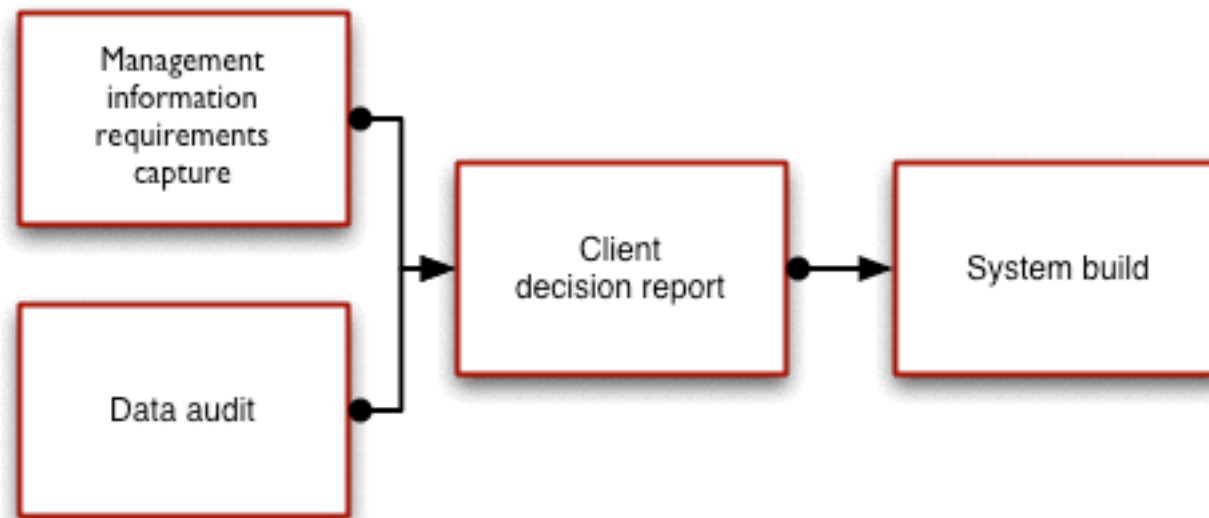 Management
information
requirements
capture
Data audit
Client
decision report
System build